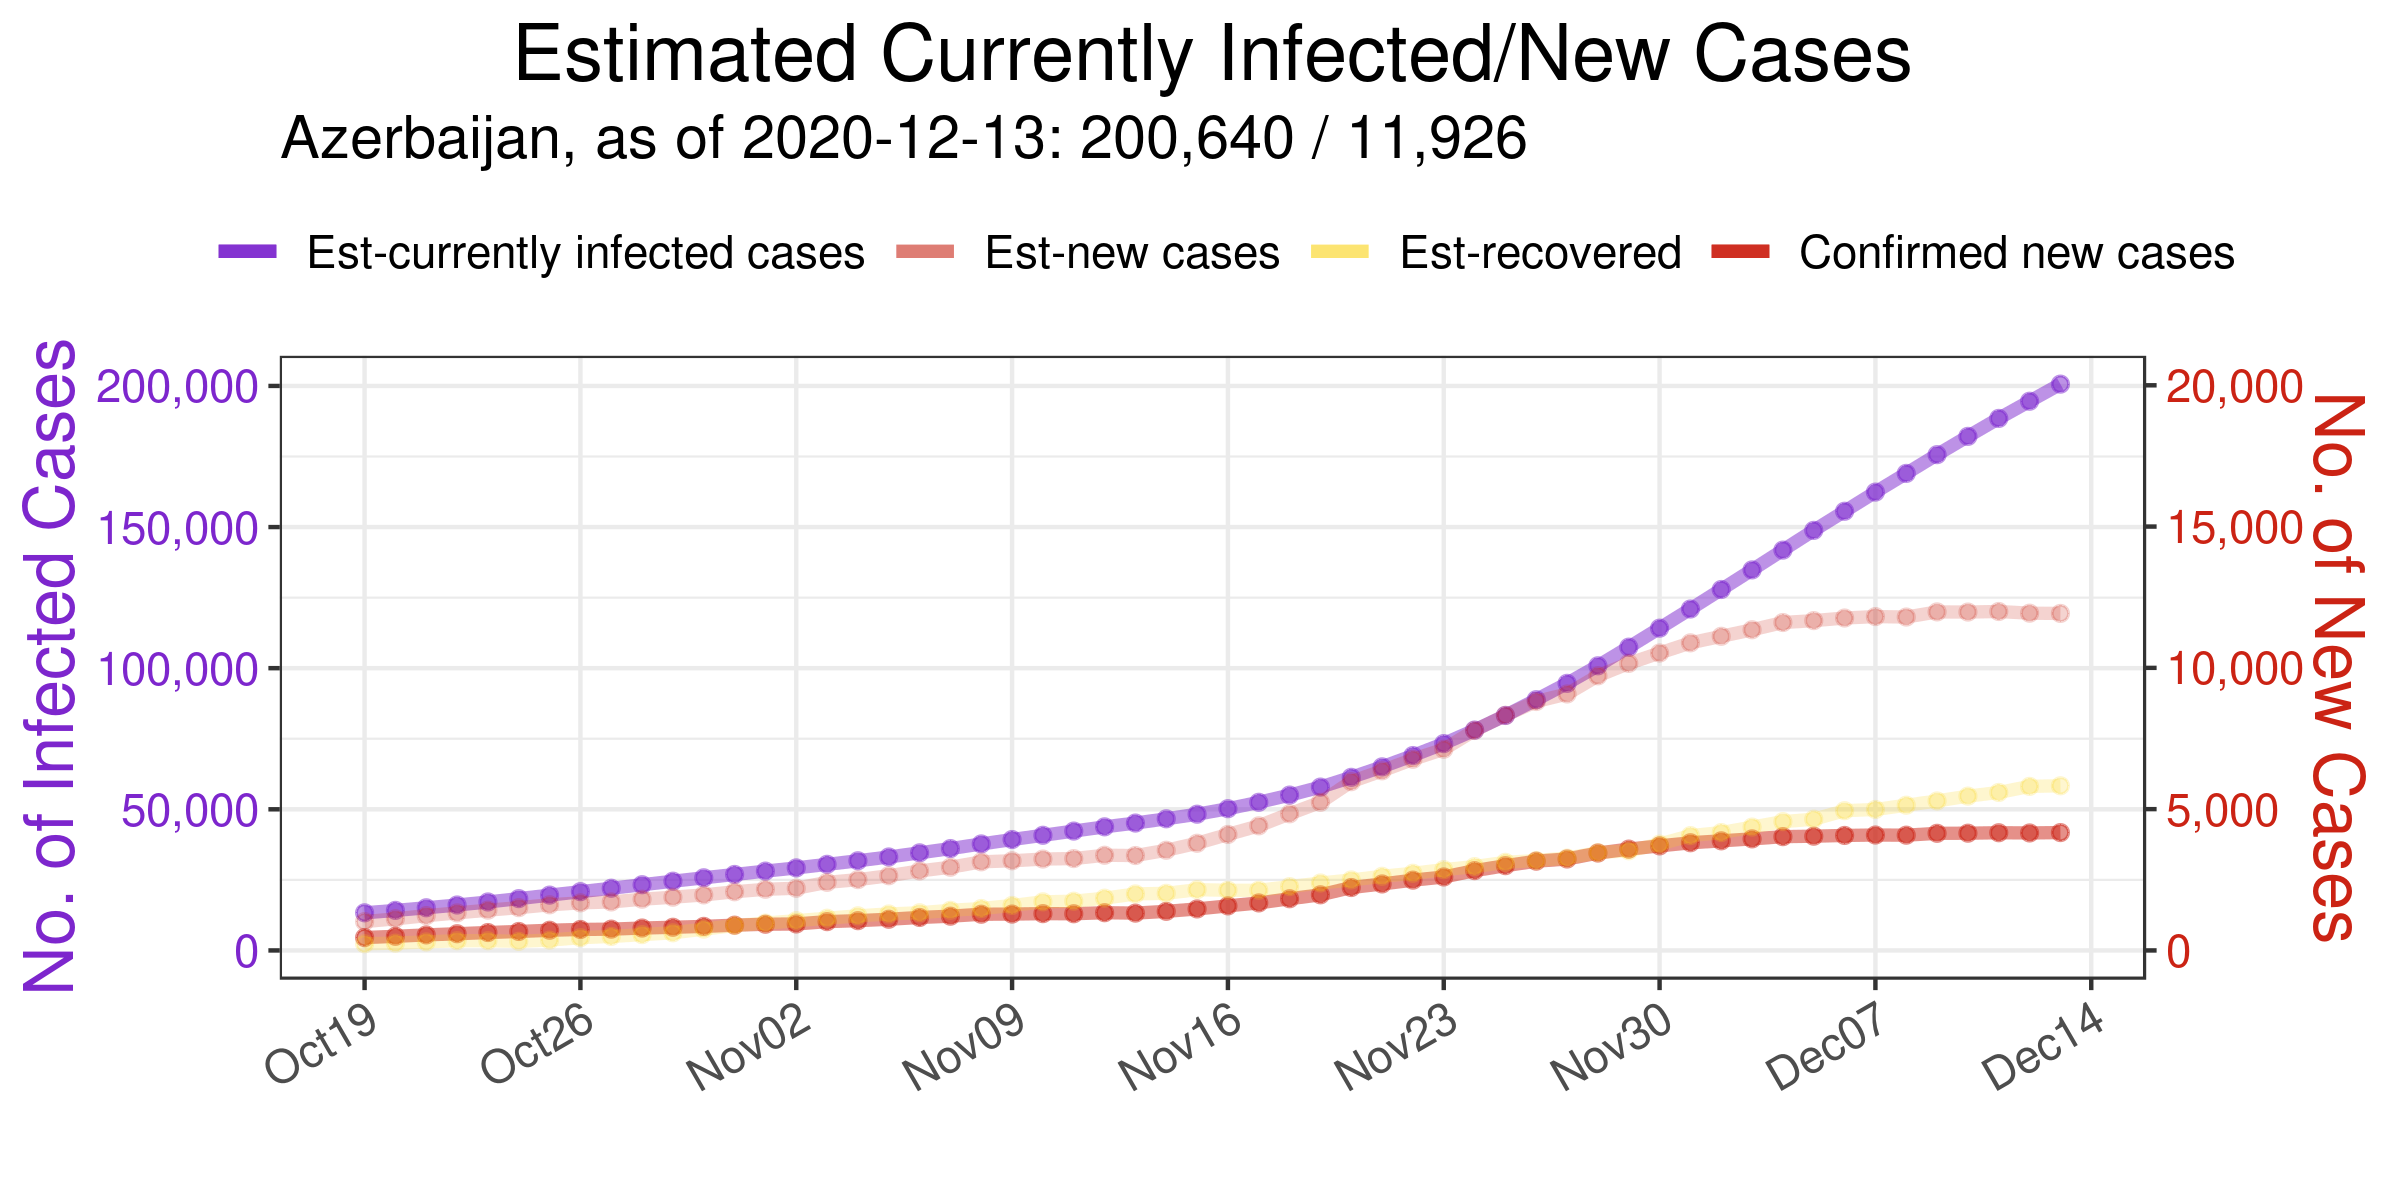 Estimated Currently Infected/New Cases
Azerbaijan, as of 2020-12-13: 200,640 / 11,926
Est-currently infected cases Est-new cases Est-recovered Confirmed new cases
No. of Infected Cases
200,000
150,000
100,000
50,000
0
20,000
15,000
10,000
5,000
0
No. of New Cases
Oct19 Oct26 Nov02 Nov09 Nov16 Nov23 Nov30 Dec07 Dec14